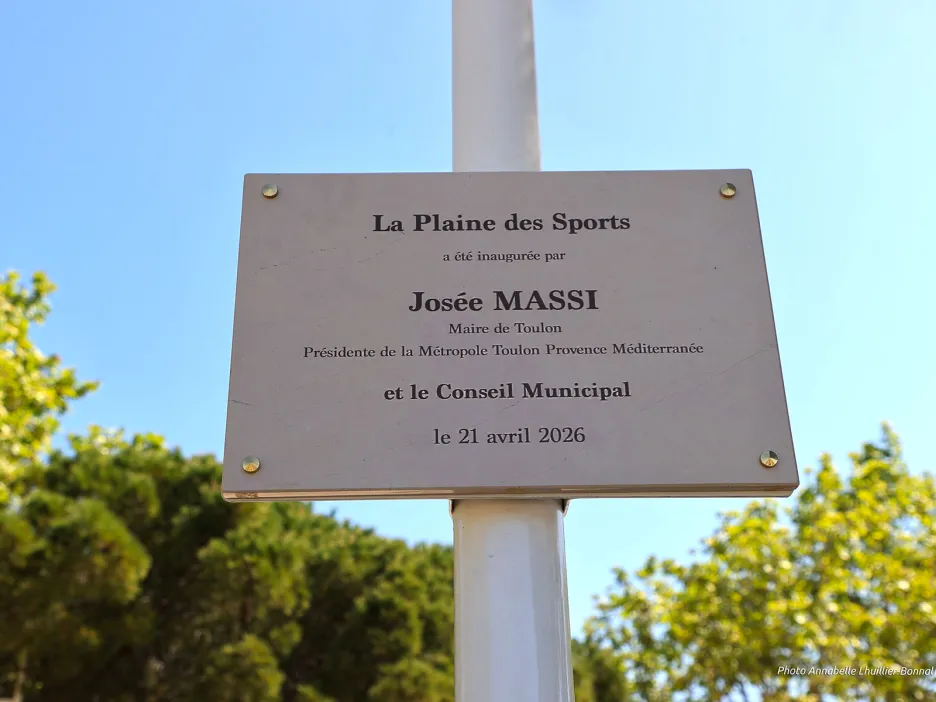 La Plaine des Sports
a été inaugurée par
Josée MASSI
Maire de Toulon
Présidente de la Métropole Toulon Provence Méditerranée
et le Conseil Municipal
le 21 avril 2026
Photo Annabelle Lhuillier-Bonnal